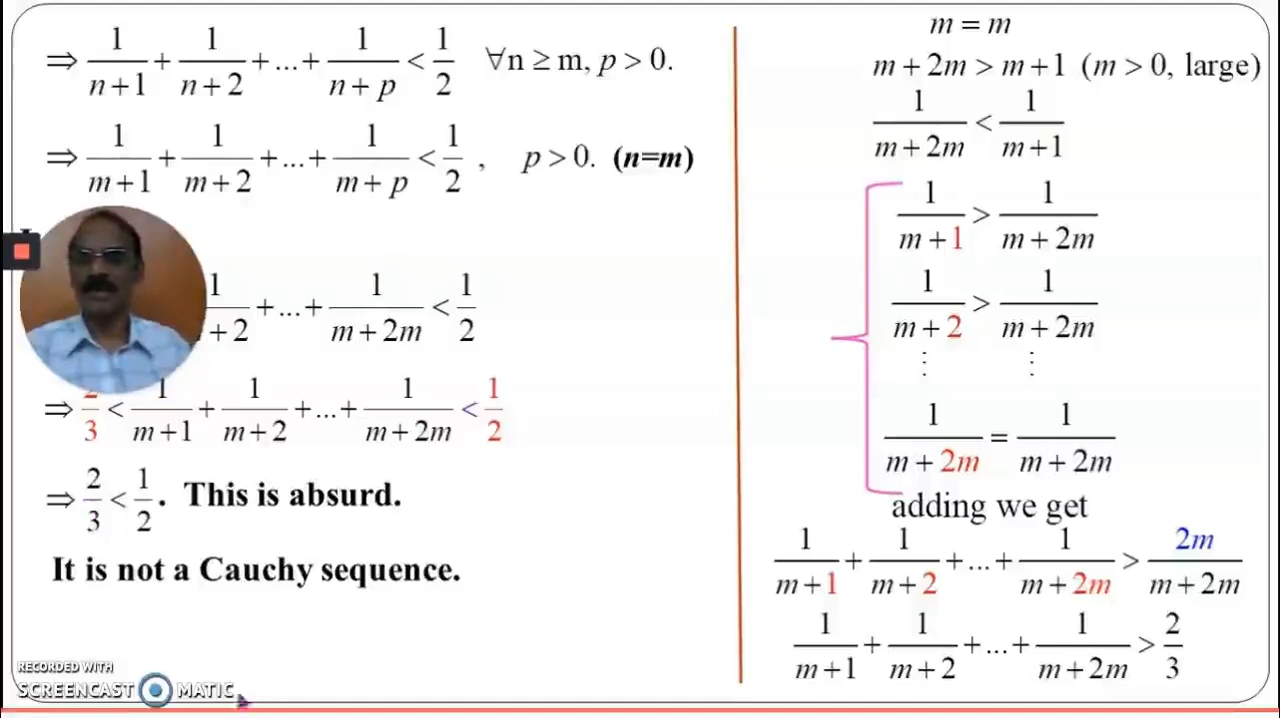 ⇒ 1/(n+1) + 1/(n+2) + ... + 1/(n+p) < 1/2 ∀n ≥ m, p > 0.
⇒ 1/(m+1) + 1/(m+2) + ... + 1/(m+p) < 1/2 , p > 0. (n=m)
+2 + ... + 1/(m+2m) < 1/2
⇒ 2/3 < 1/(m+1) + 1/(m+2) + ... + 1/(m+2m) < 1/2
⇒ 2/3 < 1/2. This is absurd.
It is not a Cauchy sequence.
m = m
m + 2m > m + 1 (m > 0, large)
1/(m+2m) < 1/(m+1)
1/(m+1) > 1/(m+2m)
1/(m+2) > 1/(m+2m)
⋮ ⋮
1/(m+2m) = 1/(m+2m)
adding we get
1/(m+1) + 1/(m+2) + ... + 1/(m+2m) > 2m/(m+2m)
1/(m+1) + 1/(m+2) + ... + 1/(m+2m) > 2/3
RECORDED WITH
SCREENCAST MATIC